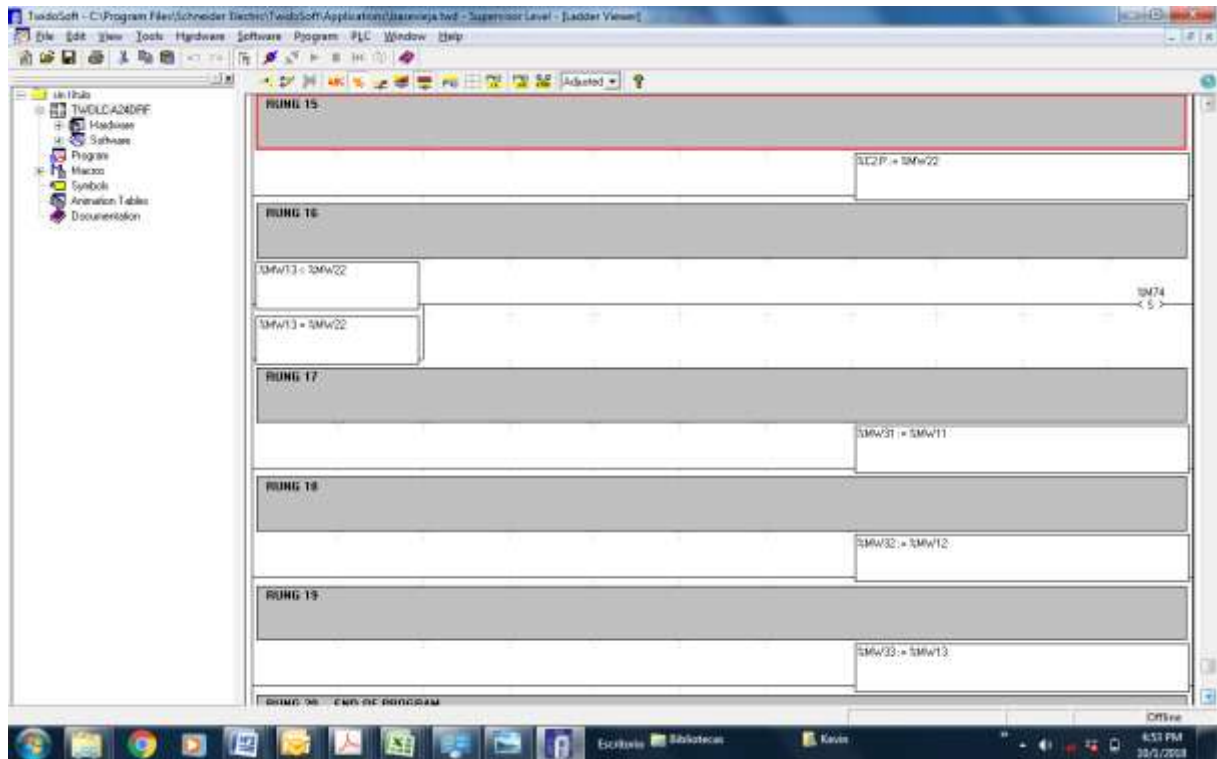 TwidoSoft - C:\Program Files\Schneider Electric\TwidoSoft\Applications\basevieja.twd - Supervisor Level - [Ladder Viewer]
File Edit View Tools Hardware Software Program PLC Window Help
Adjusted
sin título
TWDLCA24DRF
Hardware
Software
Program
Macros
Symbols
Animation Tables
Documentation
RUNG 15
%C2.P := %MW22
RUNG 16
%MW13 < %MW22
%M74
< S >
%MW13 = %MW22
RUNG 17
%MW31 := %MW11
RUNG 18
%MW32 := %MW12
RUNG 19
%MW33 := %MW13
RUNG 20 END OF PROGRAM
Offline
Escritorio Bibliotecas Kevin
4:53 PM